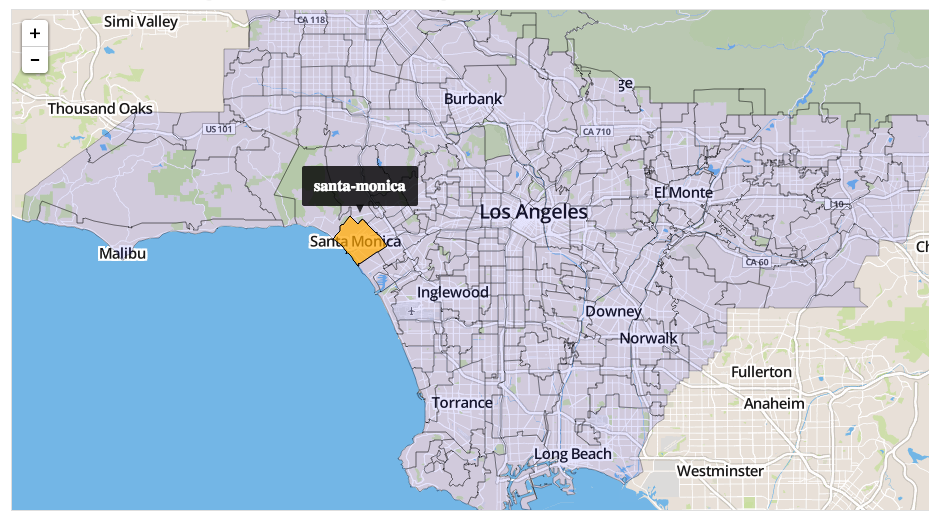 Simi Valley
CA 118
+
−
ge
Thousand Oaks
Burbank
US 101
CA 710
santa-monica
El Monte
I 10
Los Angeles
Santa Monica
Malibu
CA 60
Ch
Inglewood
Downey
Norwalk
Fullerton
Torrance
Anaheim
Long Beach
Westminster